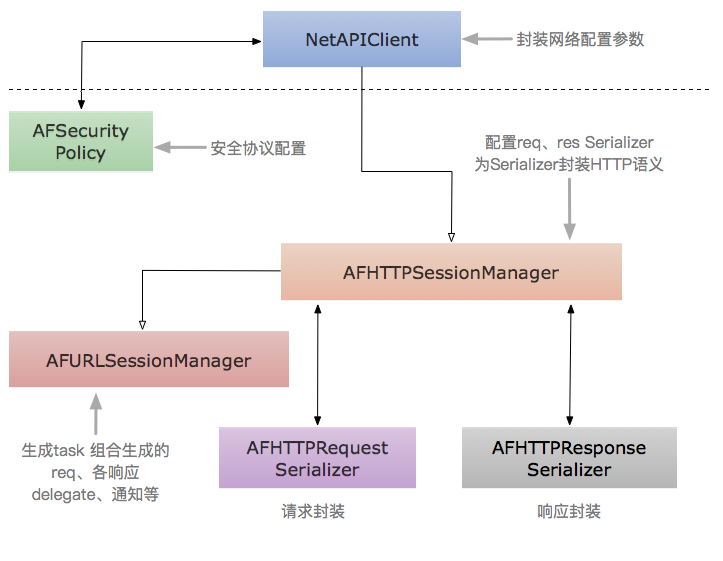 NetAPIClient
封装网络配置参数
AFSecurity
Policy
安全协议配置
配置req、res Serializer
为Serializer封装HTTP语义
AFHTTPSessionManager
AFURLSessionManager
生成task 组合生成的
req、各响应
delegate、通知等
AFHTTPRequest
Serializer
请求封装
AFHTTPResponse
Serializer
响应封装